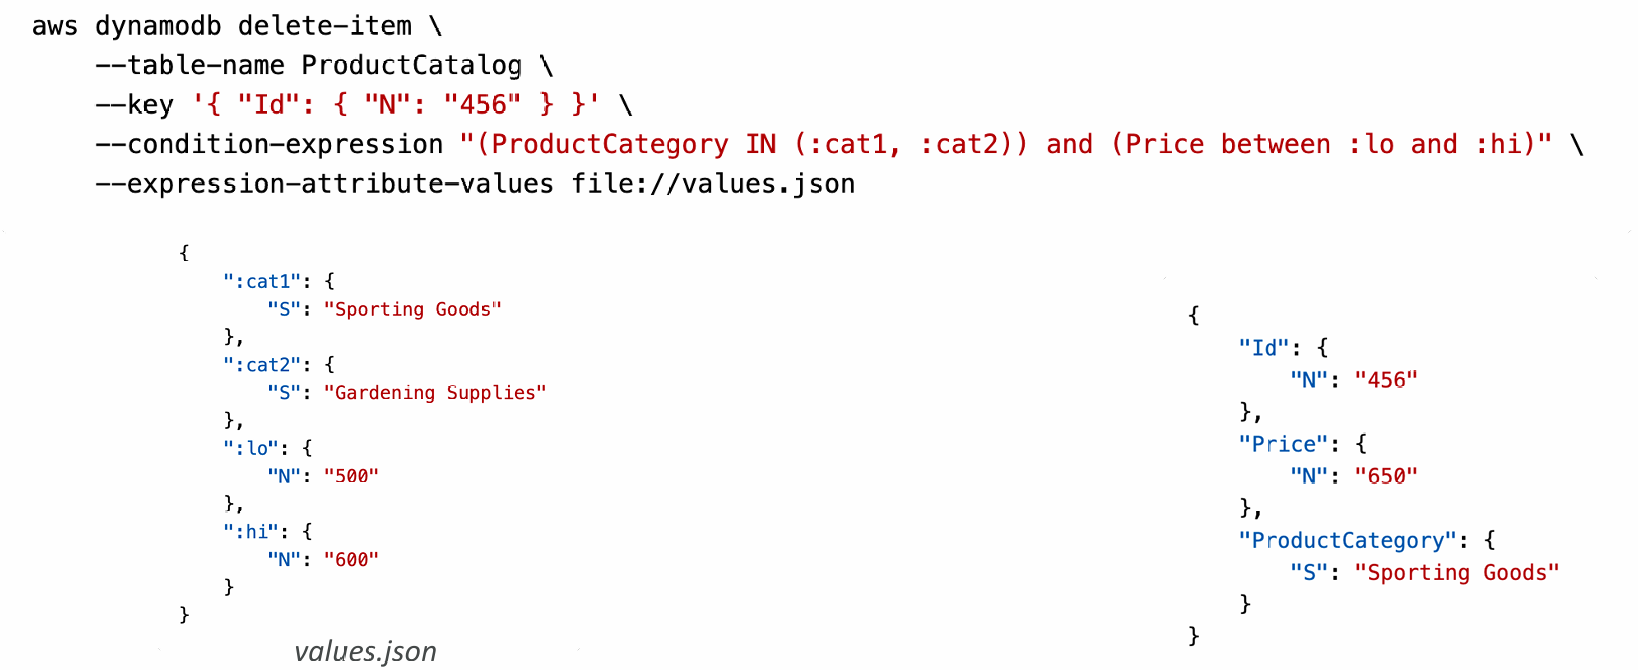 aws dynamodb delete-item \
--table-name ProductCatalog \
--key '{ "Id": { "N": "456" } }' \
--condition-expression "(ProductCategory IN (:cat1, :cat2)) and (Price between :lo and :hi)" \
--expression-attribute-values file://values.json
{
":cat1": {
"S": "Sporting Goods"
},
":cat2": {
"S": "Gardening Supplies"
},
":lo": {
"N": "500"
},
":hi": {
"N": "600"
}
}
values.json
{
"Id": {
"N": "456"
},
"Price": {
"N": "650"
},
"ProductCategory": {
"S": "Sporting Goods"
}
}